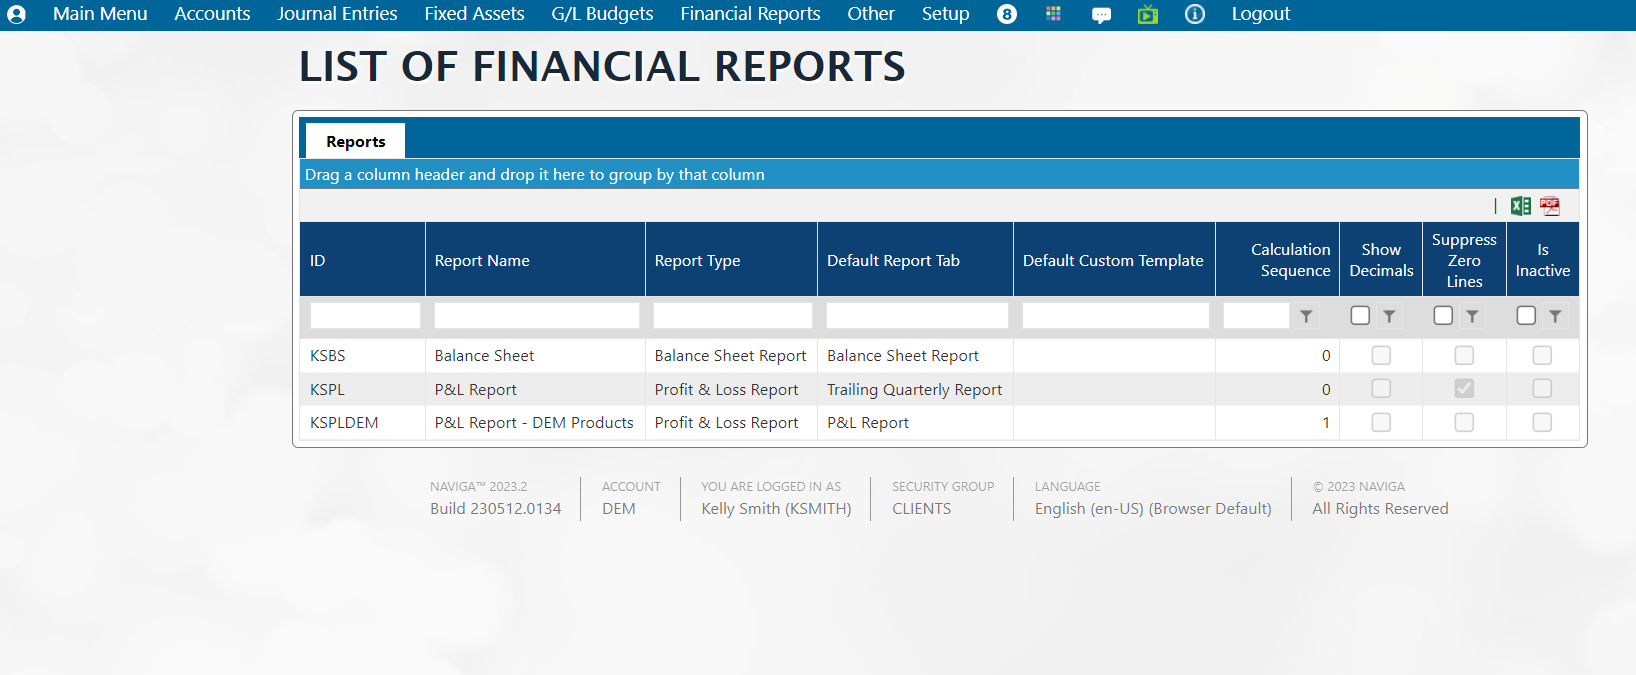 Main Menu Accounts Journal Entries Fixed Assets G/L Budgets Financial Reports Other Setup 8 Logout
LIST OF FINANCIAL REPORTS
Reports
Drag a column header and drop it here to group by that column
| PDF
ID Report Name Report Type Default Report Tab Default Custom Template Calculation Sequence Show Decimals Suppress Zero Lines Is Inactive
KSBS Balance Sheet Balance Sheet Report Balance Sheet Report 0
KSPL P&L Report Profit & Loss Report Trailing Quarterly Report 0
KSPLDEM P&L Report - DEM Products Profit & Loss Report P&L Report 1
NAVIGA™ 2023.2 ACCOUNT YOU ARE LOGGED IN AS SECURITY GROUP LANGUAGE © 2023 NAVIGA
Build 230512.0134 DEM Kelly Smith (KSMITH) CLIENTS English (en-US) (Browser Default) All Rights Reserved